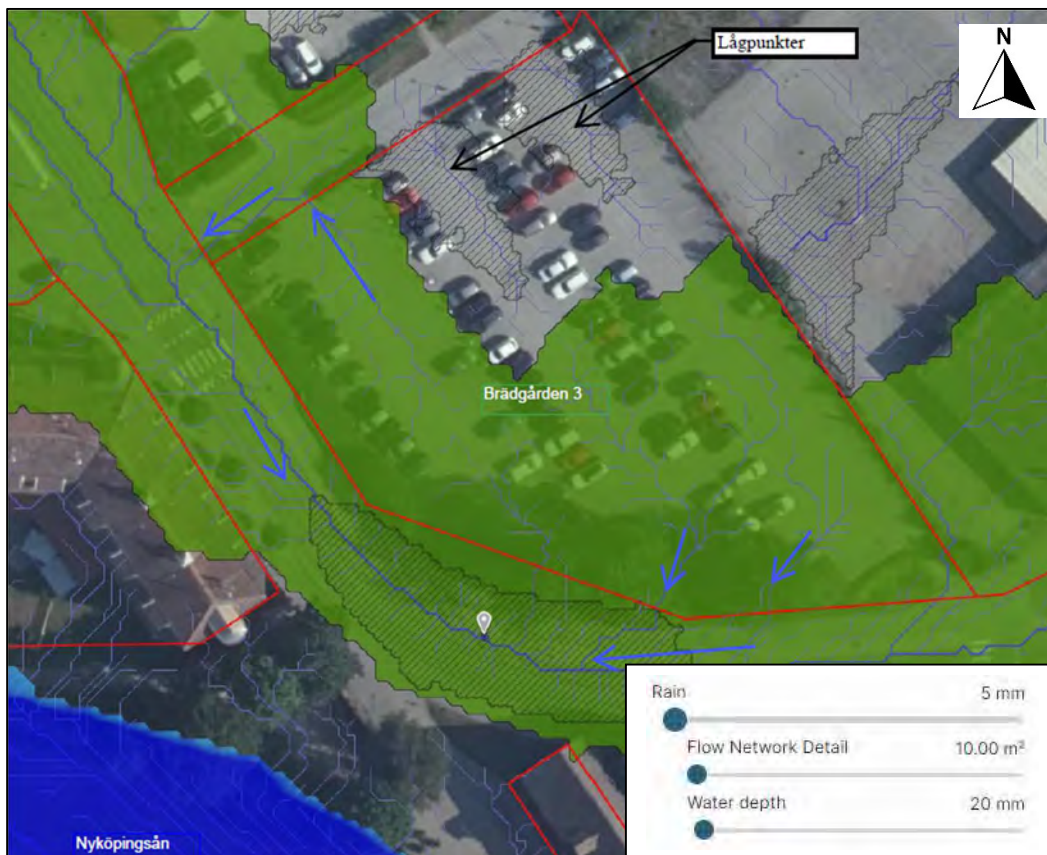 Lågpunkter
N
Brädgården 3
Rain 5 mm
Flow Network Detail 10.00 m²
Water depth 20 mm
Nyköpingsån